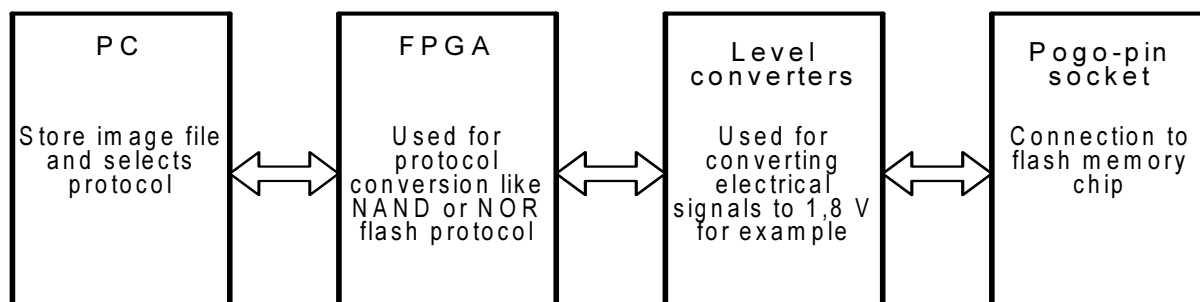 PC
Store image file
and selects
protocol
FPGA
Used for
protocol
conversion like
NAND or NOR
flash protocol
Level
converters
Used for
converting
electrical
signals to 1,8 V
for example
Pogo-pin
socket
Connection to
flash memory
chip